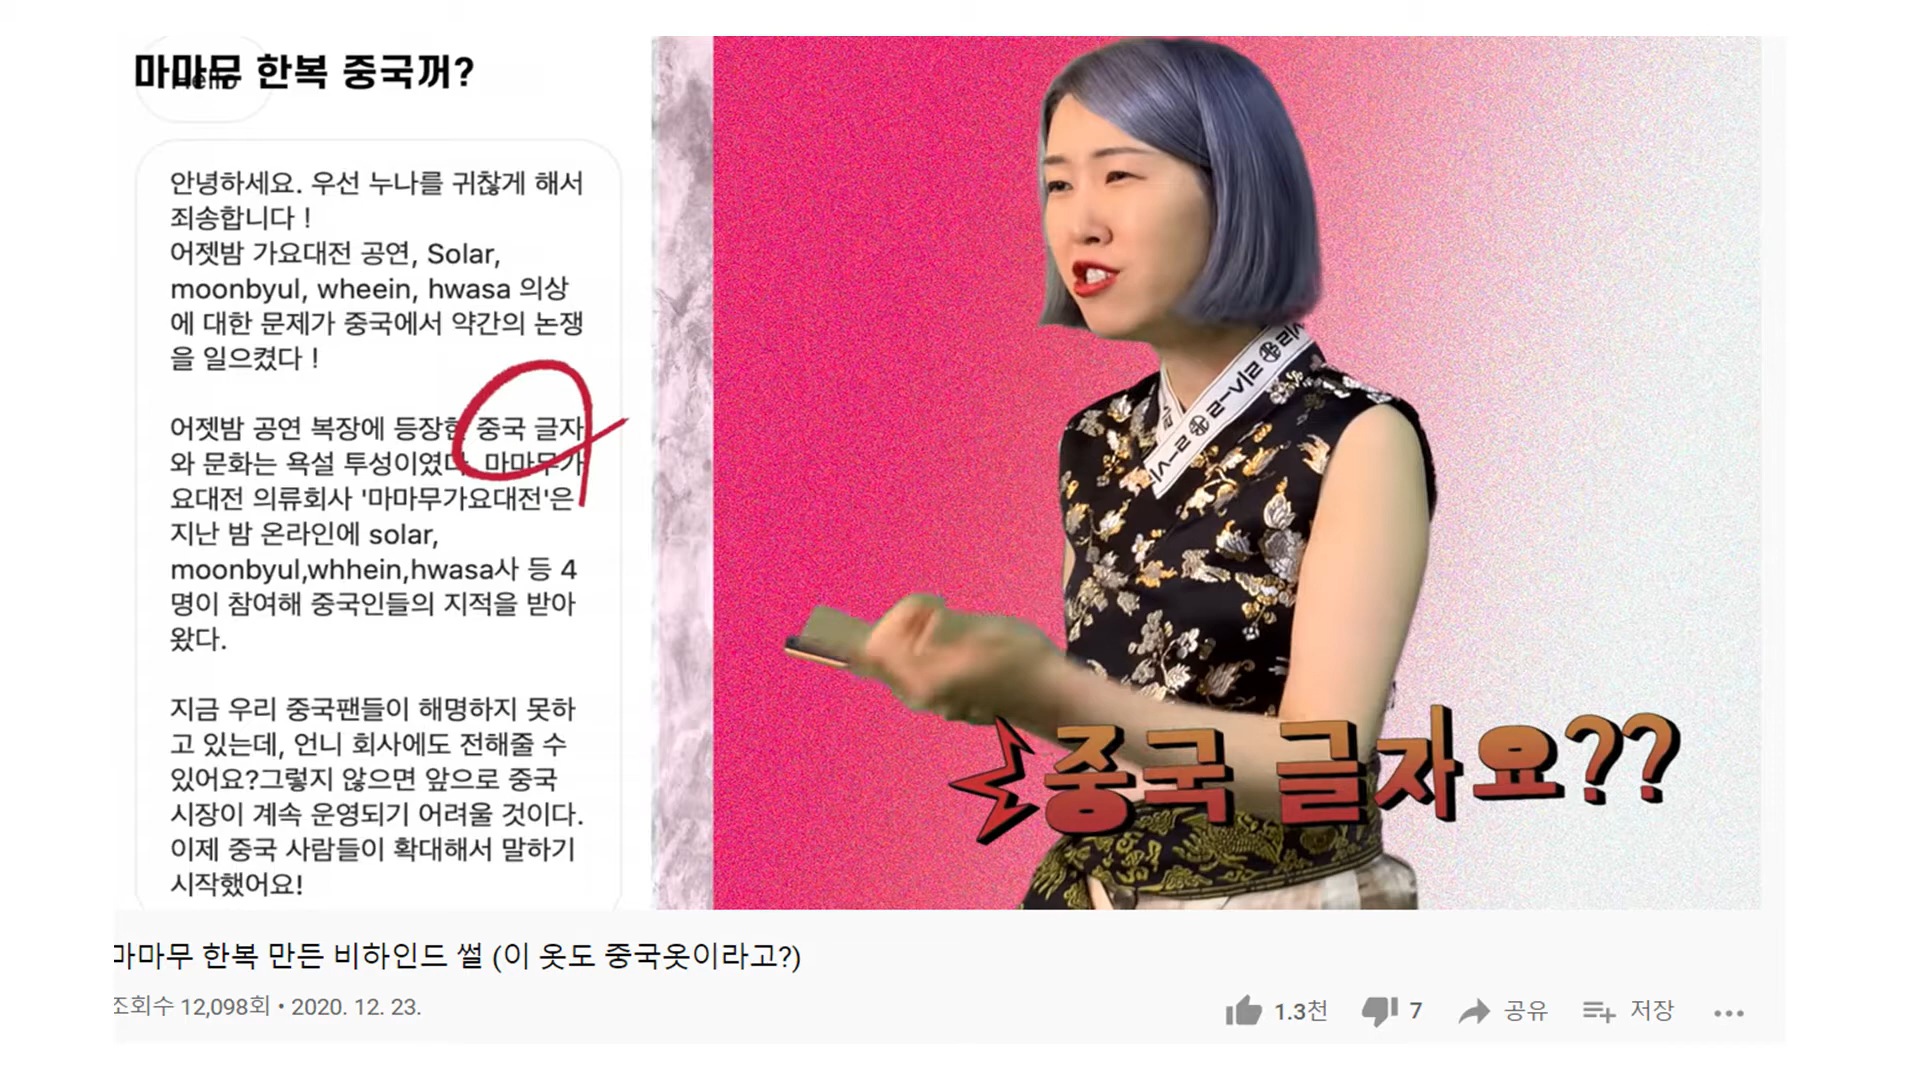 마마무 한복 중국꺼?
hello
안녕하세요. 우선 누나를 귀찮게 해서
죄송합니다 !
어젯밤 가요대전 공연, Solar,
moonbyul, wheein, hwasa 의상
에 대한 문제가 중국에서 약간의 논쟁
을 일으켰다 !
어젯밤 공연 복장에 등장한 중국 글자
와 문화는 욕설 투성이였다. 마마무가
요대전 의류회사 '마마무가요대전'은
지난 밤 온라인에 solar,
moonbyul,whhein,hwasa사 등 4
명이 참여해 중국인들의 지적을 받아
왔다.
지금 우리 중국팬들이 해명하지 못하
고 있는데, 언니 회사에도 전해줄 수
있어요?그렇지 않으면 앞으로 중국
시장이 계속 운영되기 어려울 것이다.
이제 중국 사람들이 확대해서 말하기
시작했어요!
중국 글자요??
마마무 한복 만든 비하인드 썰 (이 옷도 중국옷이라고?)
조회수 12,098회 • 2020. 12. 23.
1.3천 7 공유 저장